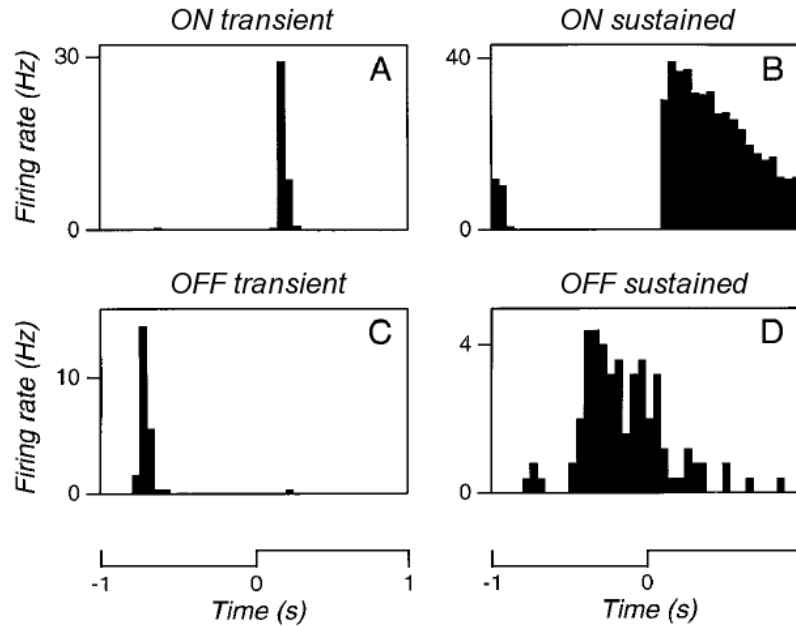 ON transient
ON sustained
Firing rate (Hz)
30
0
A
40
0
B
OFF transient
OFF sustained
Firing rate (Hz)
10
0
C
4
0
D
-1 0 1
Time (s)
-1 0
Time (s)